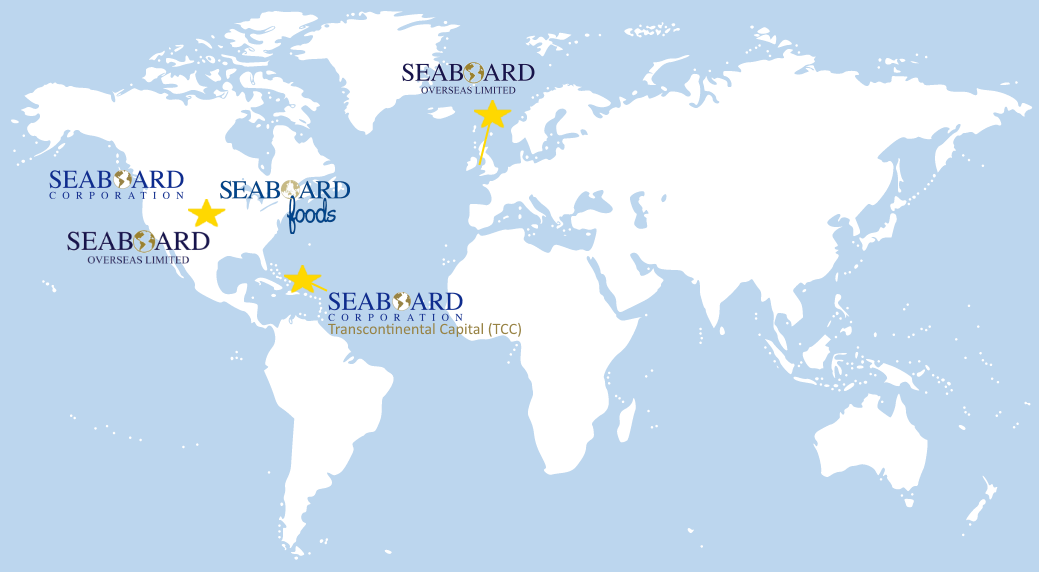 SEABOARD
OVERSEAS LIMITED
SEABOARD
CORPORATION
SEABOARD
foods
SEABOARD
OVERSEAS LIMITED
SEABOARD
CORPORATION
Transcontinental Capital (TCC)